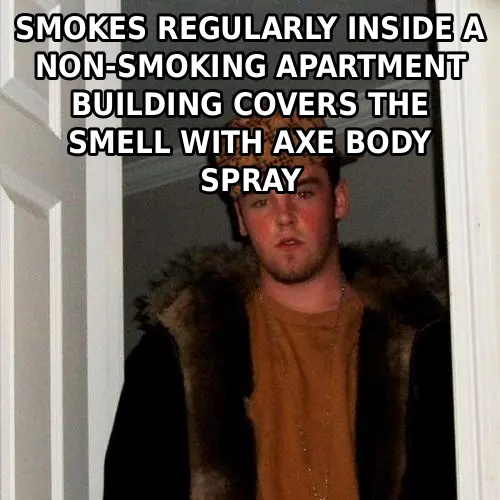 SMOKES REGULARLY INSIDE A
NON-SMOKING APARTMENT
BUILDING COVERS THE
SMELL WITH AXE BODY
SPRAY